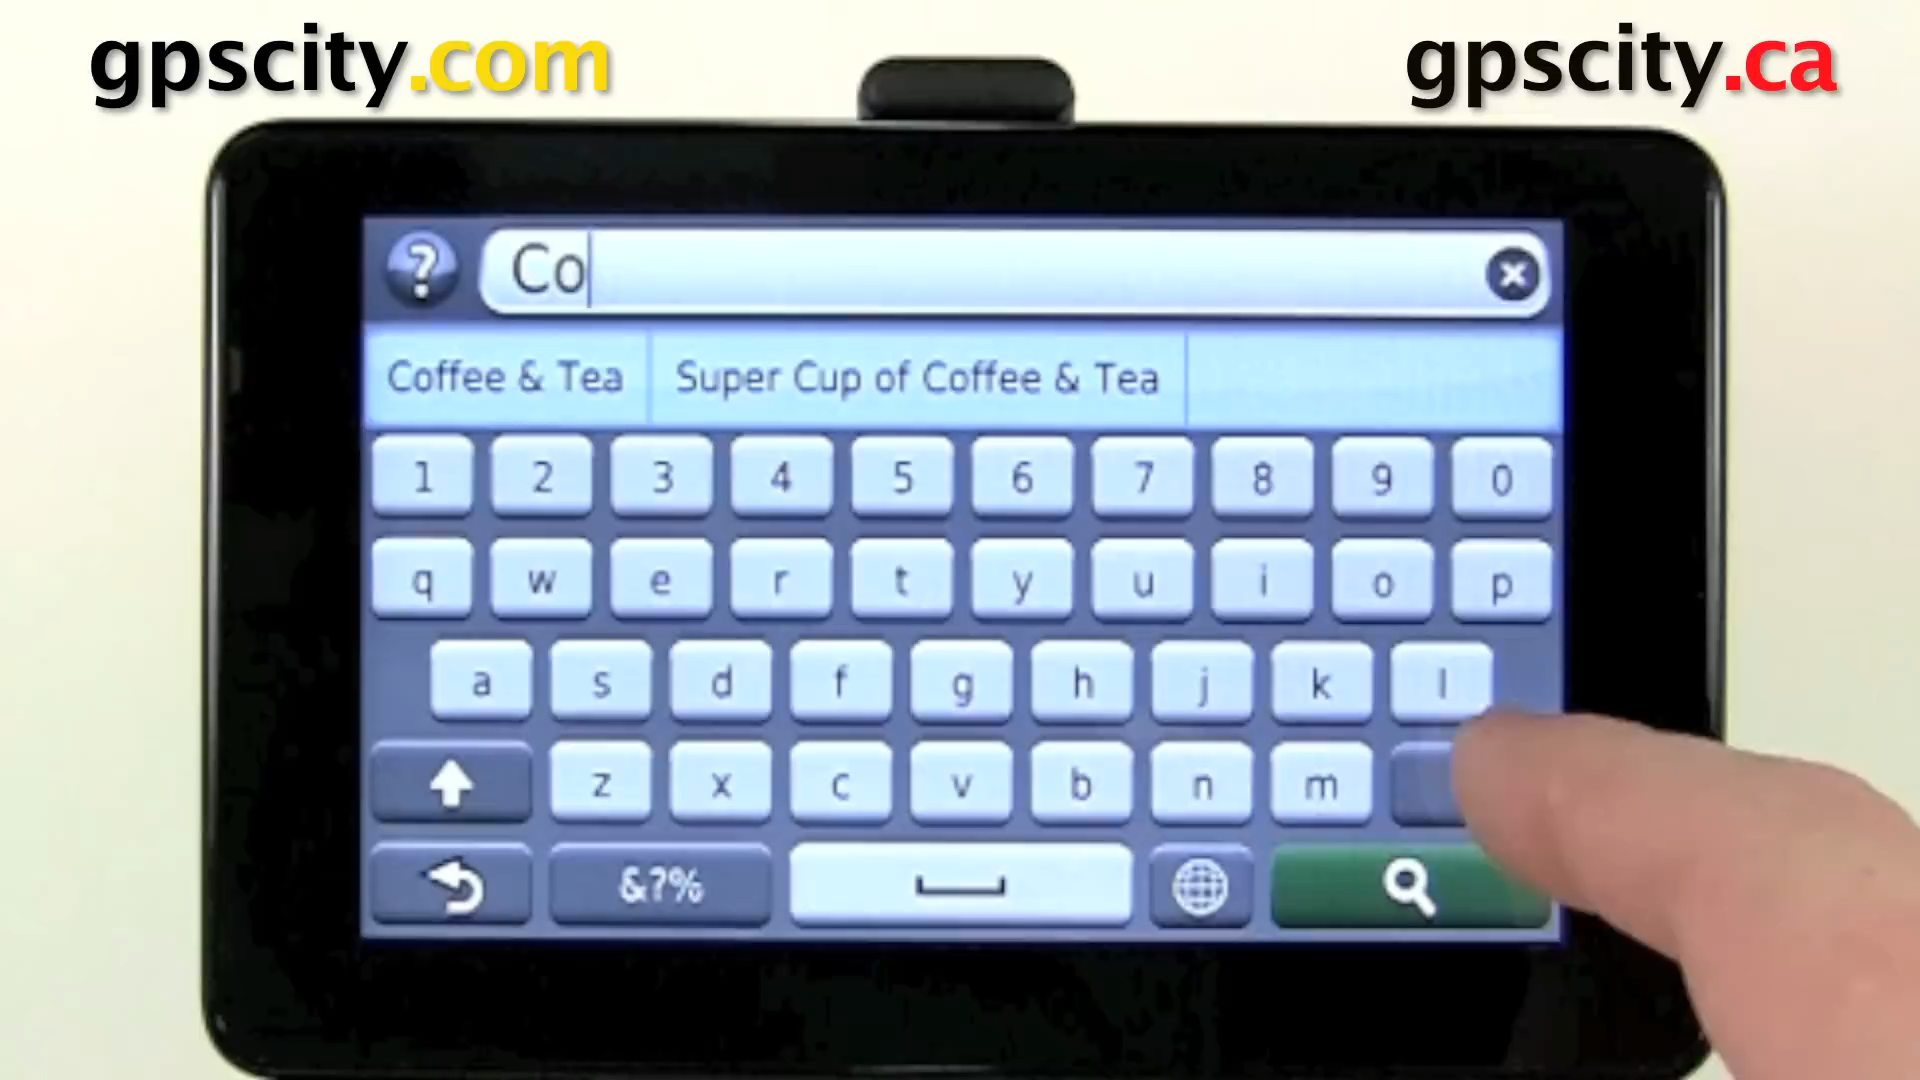 gpscity.com
gpscity.ca
? Co
Coffee & Tea Super Cup of Coffee & Tea
1 2 3 4 5 6 7 8 9 0
q w e r t y u i o p
a s d f g h j k l
z x c v b n m
&?%